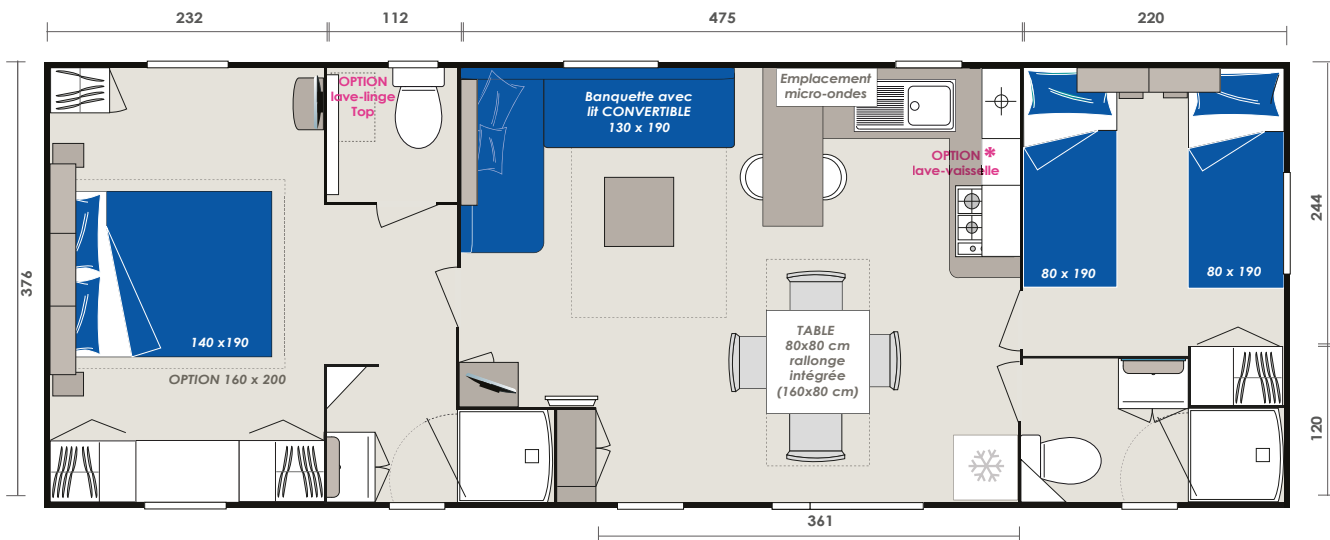 232
112
475
220
OPTION
lave-linge
Top
Banquette avec
lit CONVERTIBLE
130 x 190
Emplacement
micro-ondes
OPTION *
lave-vaisselle
376
244
80 x 190
80 x 190
140 x190
OPTION 160 x 200
TABLE
80x80 cm
rallonge
intégrée
(160x80 cm)
120
361